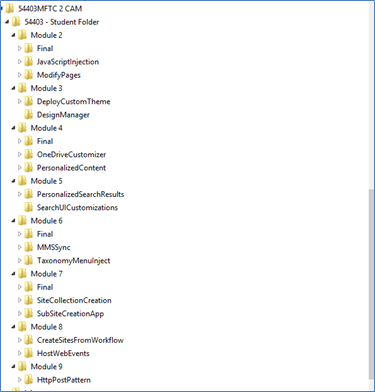 54403MFTC 2 CAM
54403 - Student Folder
Module 2
Final
JavaScriptInjection
ModifyPages
Module 3
DeployCustomTheme
DesignManager
Module 4
Final
OneDriveCustomizer
PersonalizedContent
Module 5
PersonalizedSearchResults
SearchUICustomizations
Module 6
Final
MMSSync
TaxonomyMenuInject
Module 7
Final
SiteCollectionCreation
SubSiteCreationApp
Module 8
CreateSitesFromWorkflow
HostWebEvents
Module 9
HttpPostPattern